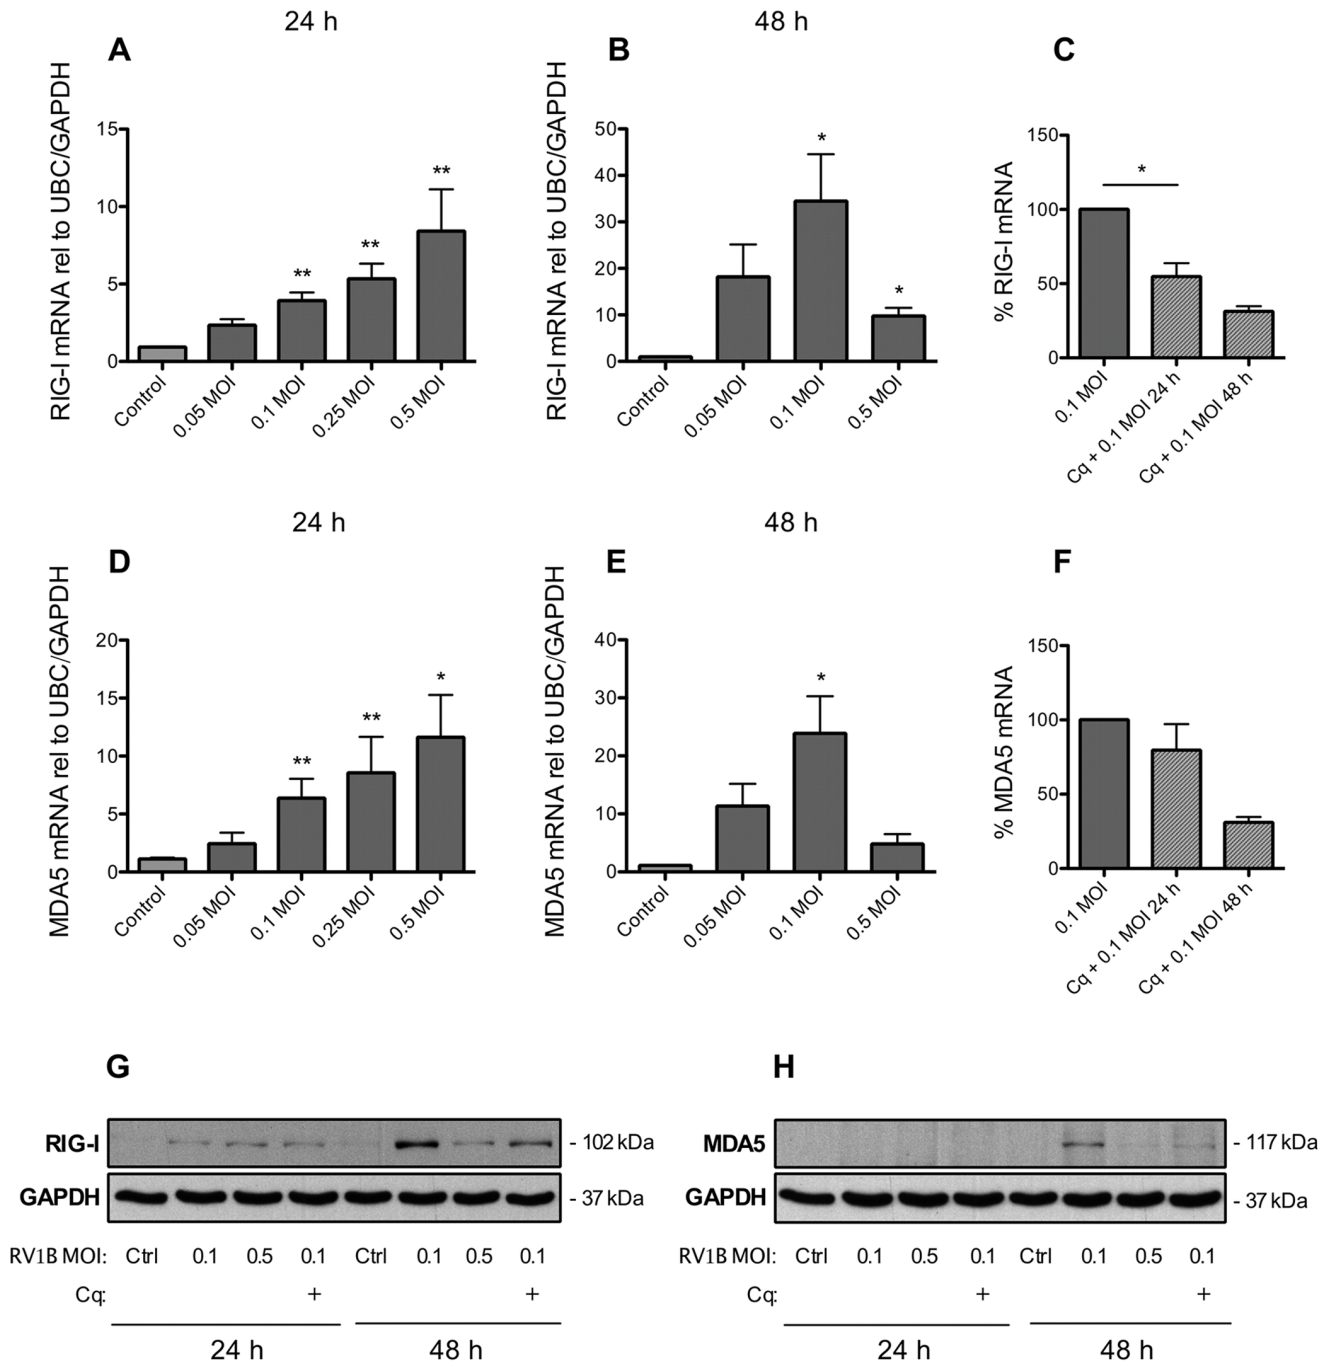 24 h
48 h
A
B
C
RIG-I mRNA rel to UBC/GAPDH
15
10
5
0
**
**
**
Control
0.05 MOI
0.1 MOI
0.25 MOI
0.5 MOI
RIG-I mRNA rel to UBC/GAPDH
50
40
30
20
10
0
*
*
Control
0.05 MOI
0.1 MOI
0.5 MOI
% RIG-I mRNA
150
100
50
0
*
0.1 MOI
Cq + 0.1 MOI 24 h
Cq + 0.1 MOI 48 h
24 h
48 h
D
E
F
MDA5 mRNA rel to UBC/GAPDH
20
15
10
5
0
**
**
*
Control
0.05 MOI
0.1 MOI
0.25 MOI
0.5 MOI
MDA5 mRNA rel to UBC/GAPDH
40
30
20
10
0
*
Control
0.05 MOI
0.1 MOI
0.5 MOI
% MDA5 mRNA
150
100
50
0
0.1 MOI
Cq + 0.1 MOI 24 h
Cq + 0.1 MOI 48 h
G
RIG-I - 102 kDa
GAPDH - 37 kDa
RV1B MOI: Ctrl 0.1 0.5 0.1 Ctrl 0.1 0.5 0.1
Cq: + +
24 h 48 h
H
MDA5 - 117 kDa
GAPDH - 37 kDa
RV1B MOI: Ctrl 0.1 0.5 0.1 Ctrl 0.1 0.5 0.1
Cq: + +
24 h 48 h